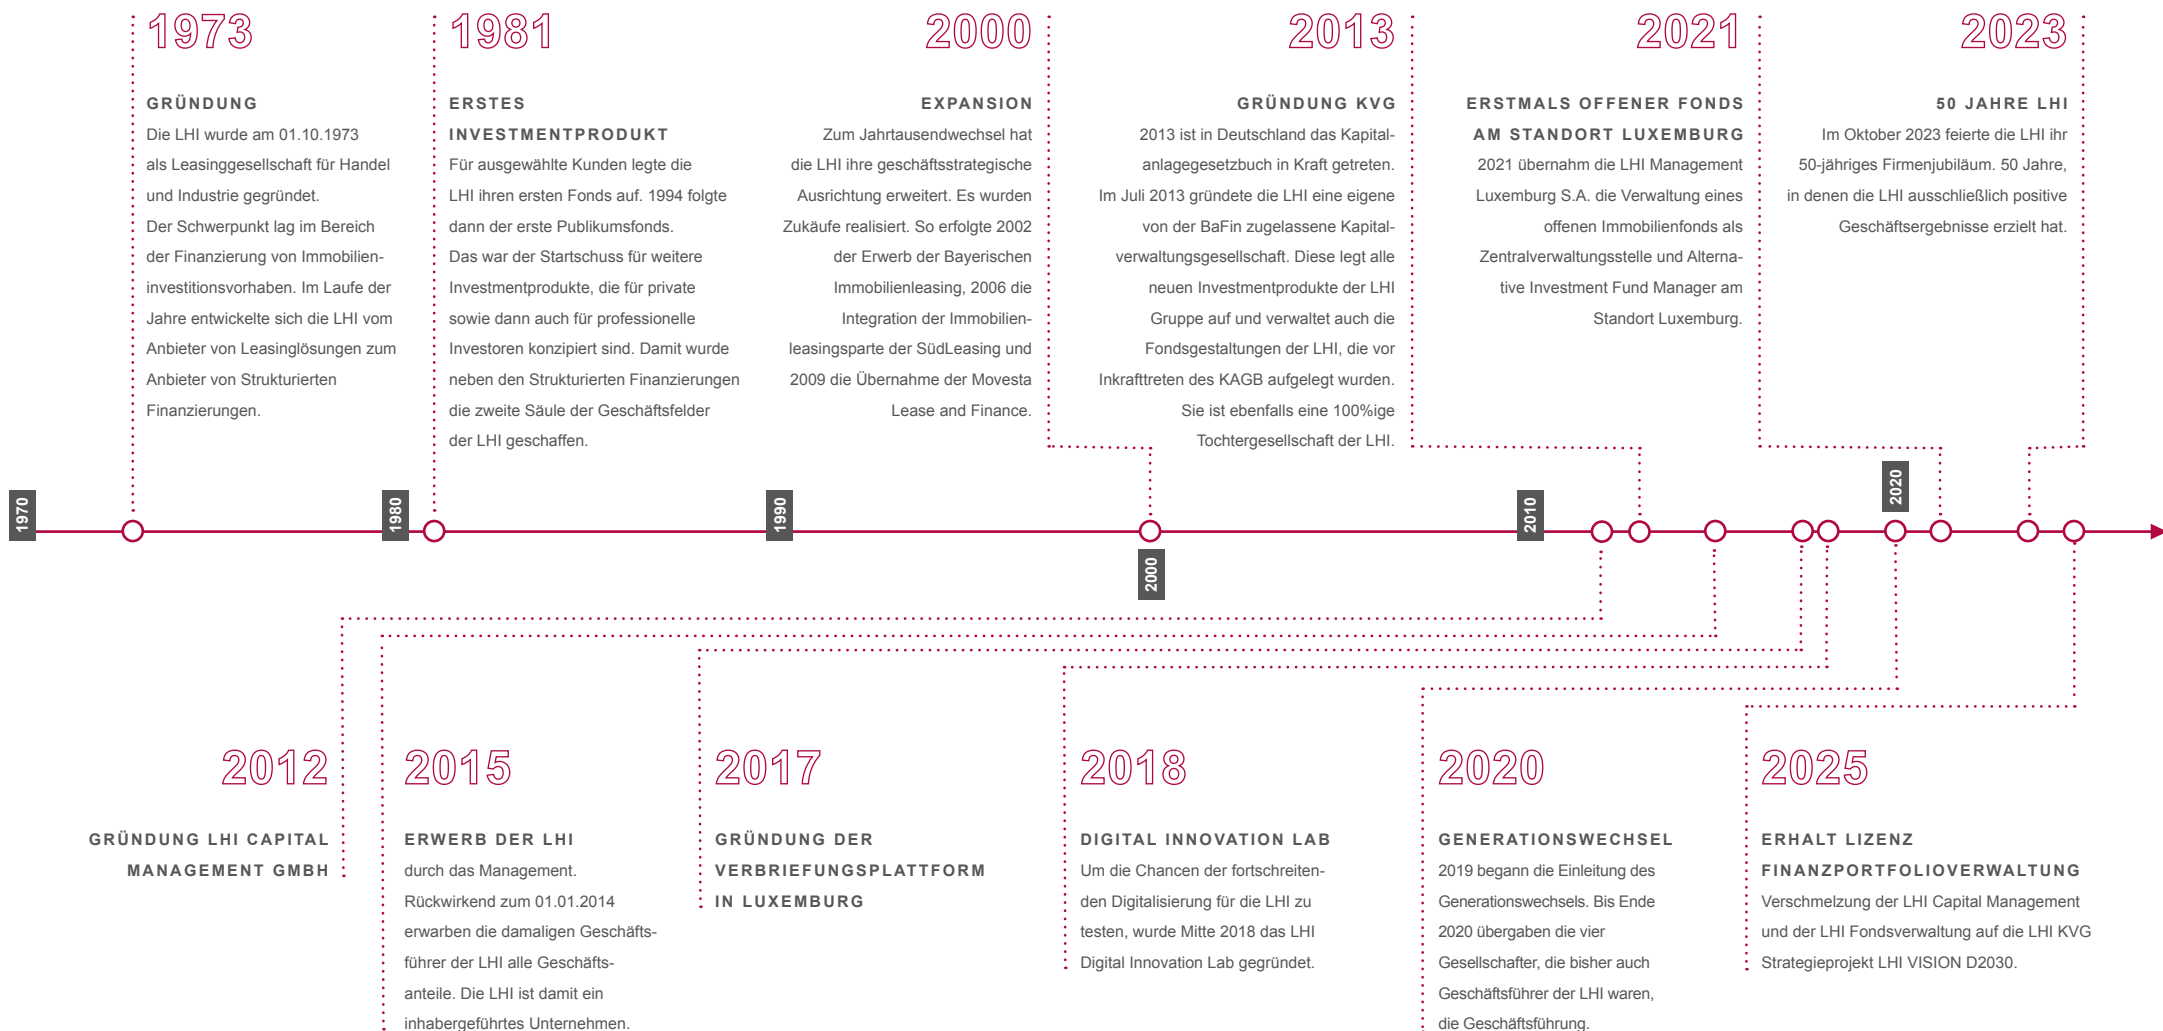 1973
GRÜNDUNG
Die LHI wurde am 01.10.1973
als Leasinggesellschaft für Handel
und Industrie gegründet.
Der Schwerpunkt lag im Bereich
der Finanzierung von Immobilien-
investitionsvorhaben. Im Laufe der
Jahre entwickelte sich die LHI vom
Anbieter von Leasinglösungen zum
Anbieter von Strukturierten
Finanzierungen.
1981
ERSTES
INVESTMENTPRODUKT
Für ausgewählte Kunden legte die
LHI ihren ersten Fonds auf. 1994 folgte
dann der erste Publikumsfonds.
Das war der Startschuss für weitere
Investmentprodukte, die für private
sowie dann auch für professionelle
Investoren konzipiert sind. Damit wurde
neben den Strukturierten Finanzierungen
die zweite Säule der Geschäftsfelder
der LHI geschaffen.
2000
EXPANSION
Zum Jahrtausendwechsel hat
die LHI ihre geschäftsstrategische
Ausrichtung erweitert. Es wurden
Zukäufe realisiert. So erfolgte 2002
der Erwerb der Bayerischen
Immobilienleasing, 2006 die
Integration der Immobilien-
leasingsparte der SüdLeasing und
2009 die Übernahme der Movesta
Lease and Finance.
2013
GRÜNDUNG KVG
2013 ist in Deutschland das Kapital-
anlagegesetzbuch in Kraft getreten.
Im Juli 2013 gründete die LHI eine eigene
von der BaFin zugelassene Kapital-
verwaltungsgesellschaft. Diese legt alle
neuen Investmentprodukte der LHI
Gruppe auf und verwaltet auch die
Fondsgestaltungen der LHI, die vor
Inkrafttreten des KAGB aufgelegt wurden.
Sie ist ebenfalls eine 100%ige
Tochtergesellschaft der LHI.
2021
ERSTMALS OFFENER FONDS
AM STANDORT LUXEMBURG
2021 übernahm die LHI Management
Luxemburg S.A. die Verwaltung eines
offenen Immobilienfonds als
Zentralverwaltungsstelle und Alterna-
tive Investment Fund Manager am
Standort Luxemburg.
2023
50 JAHRE LHI
Im Oktober 2023 feierte die LHI ihr
50-jähriges Firmenjubiläum. 50 Jahre,
in denen die LHI ausschließlich positive
Geschäftsergebnisse erzielt hat.
1970
1980
1990
2000
2010
2020
2012
GRÜNDUNG LHI CAPITAL
MANAGEMENT GMBH
2015
ERWERB DER LHI
durch das Management.
Rückwirkend zum 01.01.2014
erwarben die damaligen Geschäfts-
führer der LHI alle Geschäfts-
anteile. Die LHI ist damit ein
inhabergeführtes Unternehmen.
2017
GRÜNDUNG DER
VERBRIEFUNGSPLATTFORM
IN LUXEMBURG
2018
DIGITAL INNOVATION LAB
Um die Chancen der fortschreiten-
den Digitalisierung für die LHI zu
testen, wurde Mitte 2018 das LHI
Digital Innovation Lab gegründet.
2020
GENERATIONSWECHSEL
2019 begann die Einleitung des
Generationswechsels. Bis Ende
2020 übergaben die vier
Gesellschafter, die bisher auch
Geschäftsführer der LHI waren,
die Geschäftsführung.
2025
ERHALT LIZENZ
FINANZPORTFOLIOVERWALTUNG
Verschmelzung der LHI Capital Management
und der LHI Fondsverwaltung auf die LHI KVG
Strategieprojekt LHI VISION D2030.